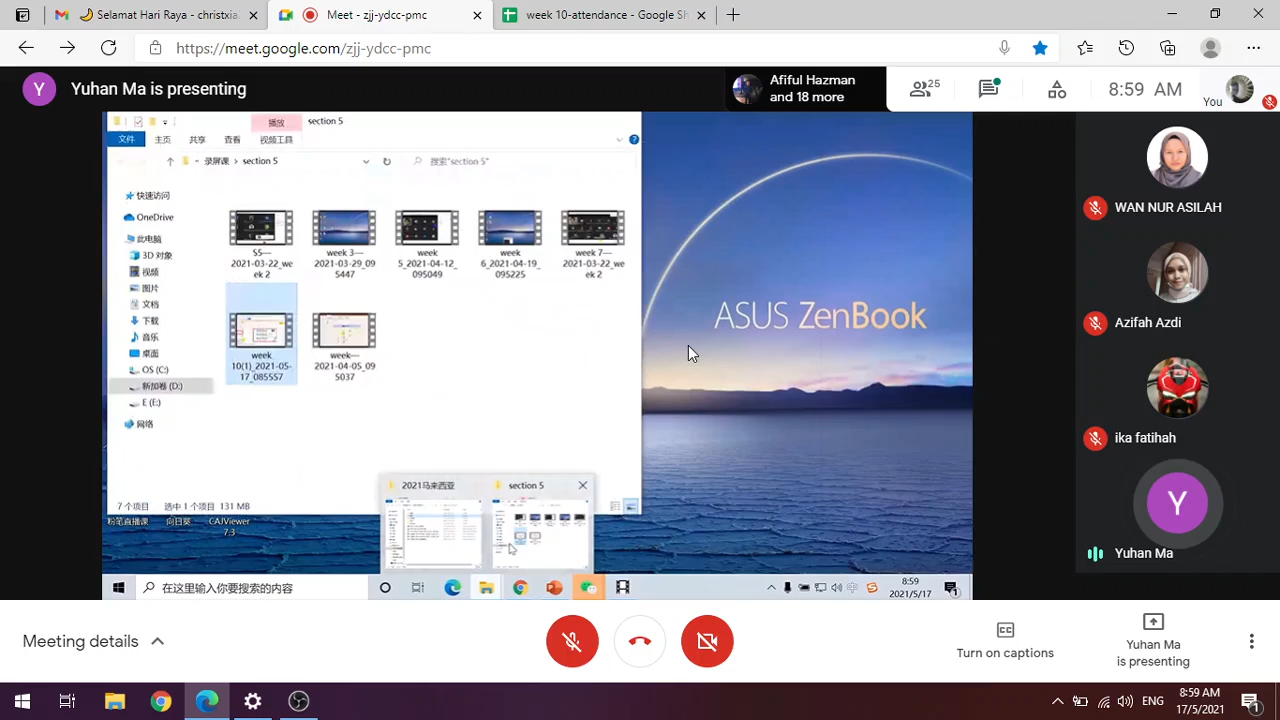 Selamat Hari Raya - christxia
Meet - zjj-ydcc-pmc
week 10-attendance - Google Sh
https://meet.google.com/zjj-ydcc-pmc
Y
Yuhan Ma is presenting
Afiful Hazman
and 18 more
25
8:59 AM
You
播放
section 5
文件
主页
共享
查看
视频工具
录屏课
section 5
搜索"section 5"
快速访问
OneDrive
此电脑
3D 对象
视频
图片
文档
下载
音乐
桌面
OS (C:)
新加卷 (D:)
E (E:)
网络
S5—
2021-03-22_we
ek 2
week 3—
2021-03-29_09
5447
week
5_2021-04-12_
095049
week
6_2021-04-19_
095225
week 7—
2021-03-22_we
ek 2
week
10(1)_2021-05-
17_085557
week—
2021-04-05_09
5037
7 个项目
选中 1 个项目 131 MB
粉笔直播课
向日葵
CAJViewer
7.3
2021马来西亚
section 5
ASUS ZenBook
在这里输入你要搜索的内容
8:59
2021/5/17
WAN NUR ASILAH
Azifah Azdi
ika fatihah
Y
Yuhan Ma
Meeting details
Turn on captions
Yuhan Ma
is presenting
ENG
8:59 AM
17/5/2021